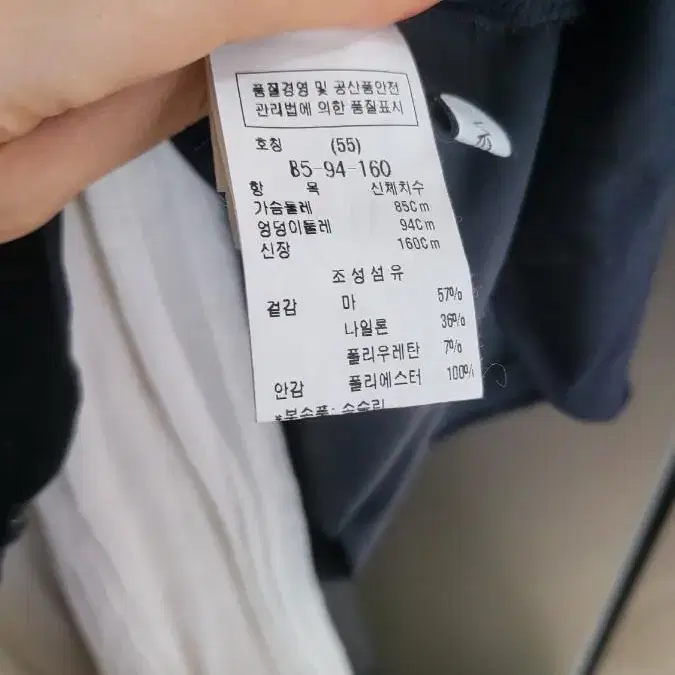 품질경영 및 공산품안전
관리법에 의한 품질표시
호칭 (55)
85-94-160
항 목 신체치수
가슴둘레 85Cm
엉덩이둘레 94Cm
신장 160Cm
조성섬유
겉감 마 57%
나일론 36%
폴리우레탄 7%
안감 폴리에스터 100%